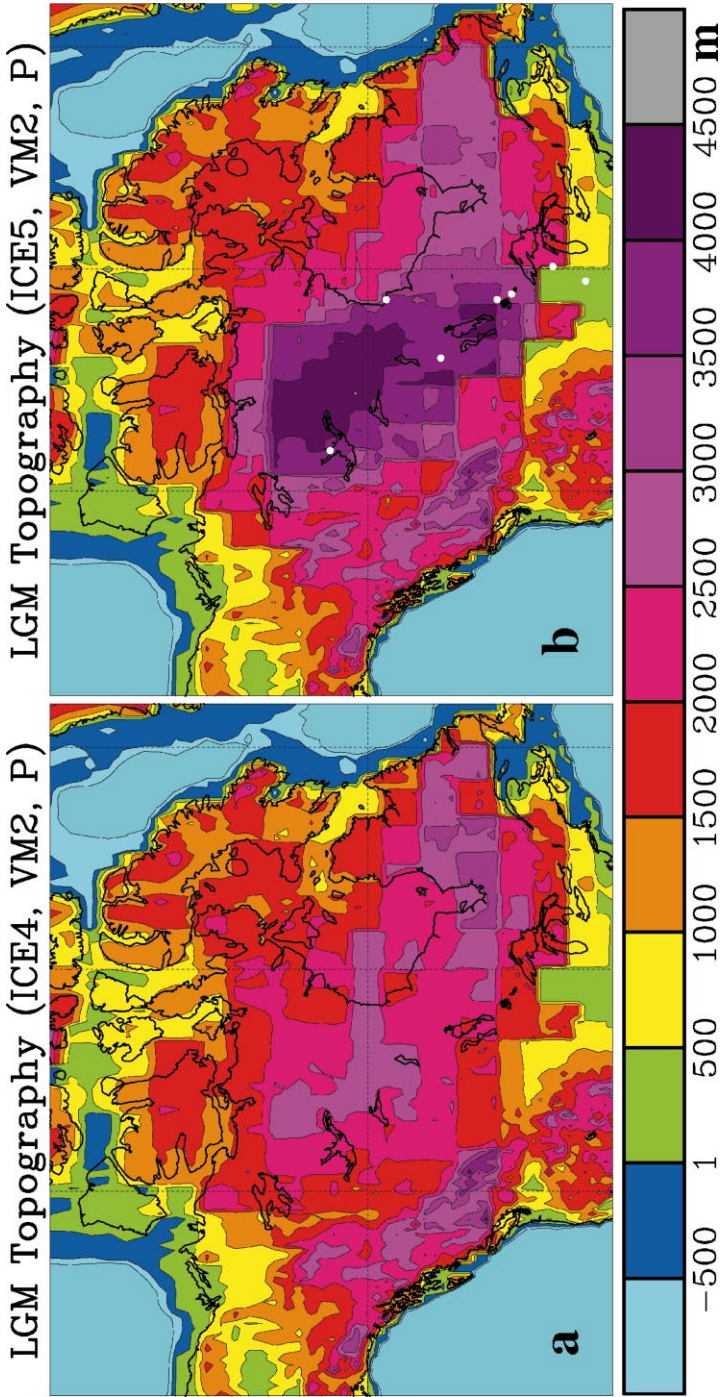 LGM Topography (ICE4, VM2, P)
a
LGM Topography (ICE5, VM2, P)
b
−500 1 500 1000 1500 2000 2500 3000 3500 4000 4500 m